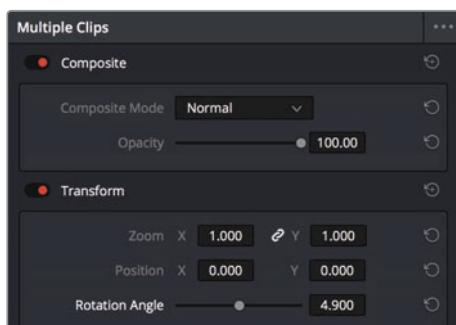 Multiple Clips
Composite
Composite Mode Normal
Opacity 100.00
Transform
Zoom X 1.000 Y 1.000
Position X 0.000 Y 0.000
Rotation Angle 4.900